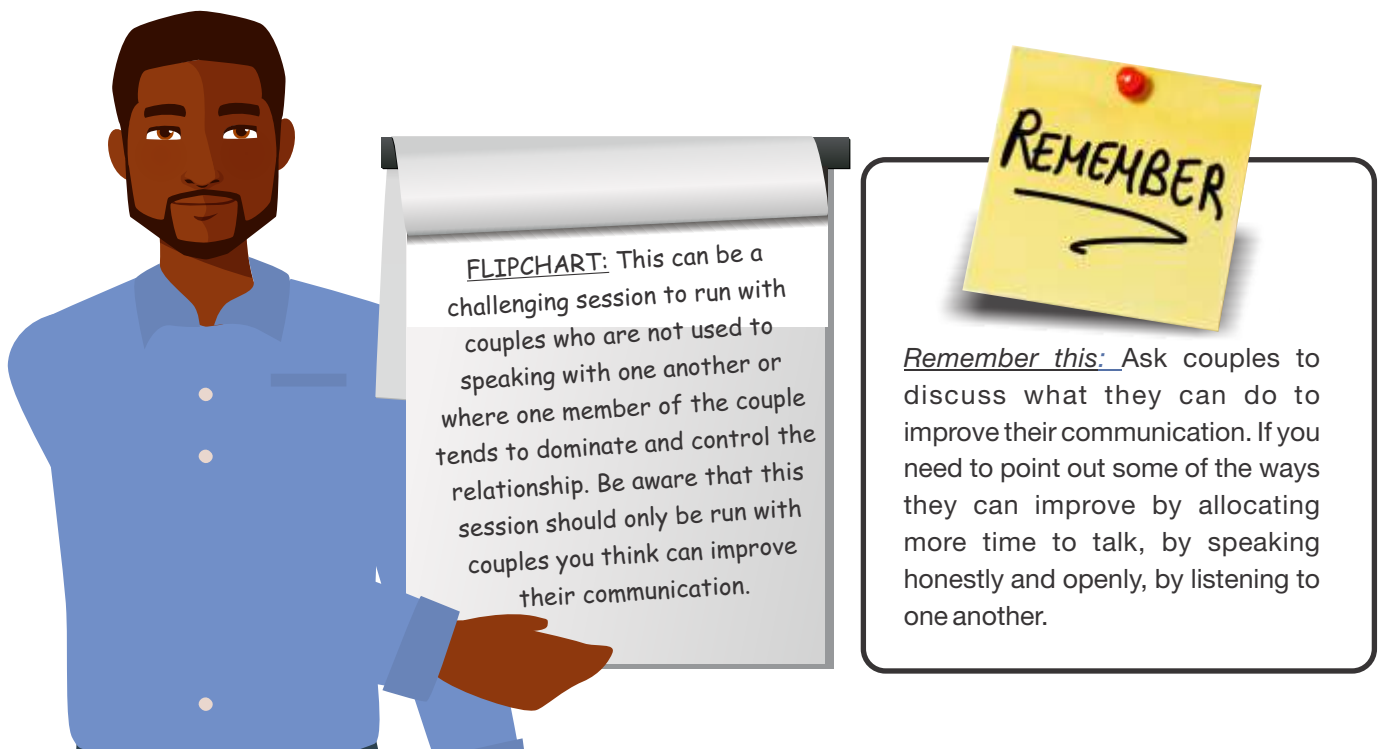 FLIPCHART: This can be a
challenging session to run with
couples who are not used to
speaking with one another or
where one member of the couple
tends to dominate and control the
relationship. Be aware that this
session should only be run with
couples you think can improve
their communication.
REMEMBER
Remember this: Ask couples to
discuss what they can do to
improve their communication. If you
need to point out some of the ways
they can improve by allocating
more time to talk, by speaking
honestly and openly, by listening to
one another.